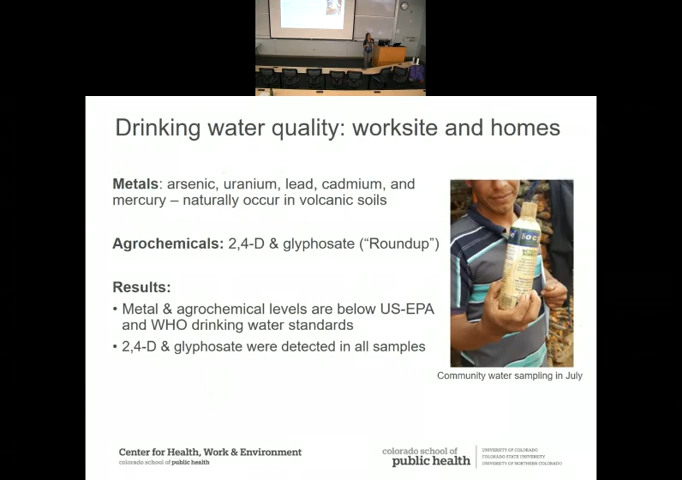 Drinking water quality: worksite and homes
Metals: arsenic, uranium, lead, cadmium, and
mercury – naturally occur in volcanic soils
Agrochemicals: 2,4-D & glyphosate (“Roundup”)
Results:
• Metal & agrochemical levels are below US-EPA
and WHO drinking water standards
• 2,4-D & glyphosate were detected in all samples
Community water sampling in July
Center for Health, Work & Environment
colorado school of public health
colorado school of
public health
UNIVERSITY OF COLORADO
COLORADO STATE UNIVERSITY
UNIVERSITY OF NORTHERN COLORADO